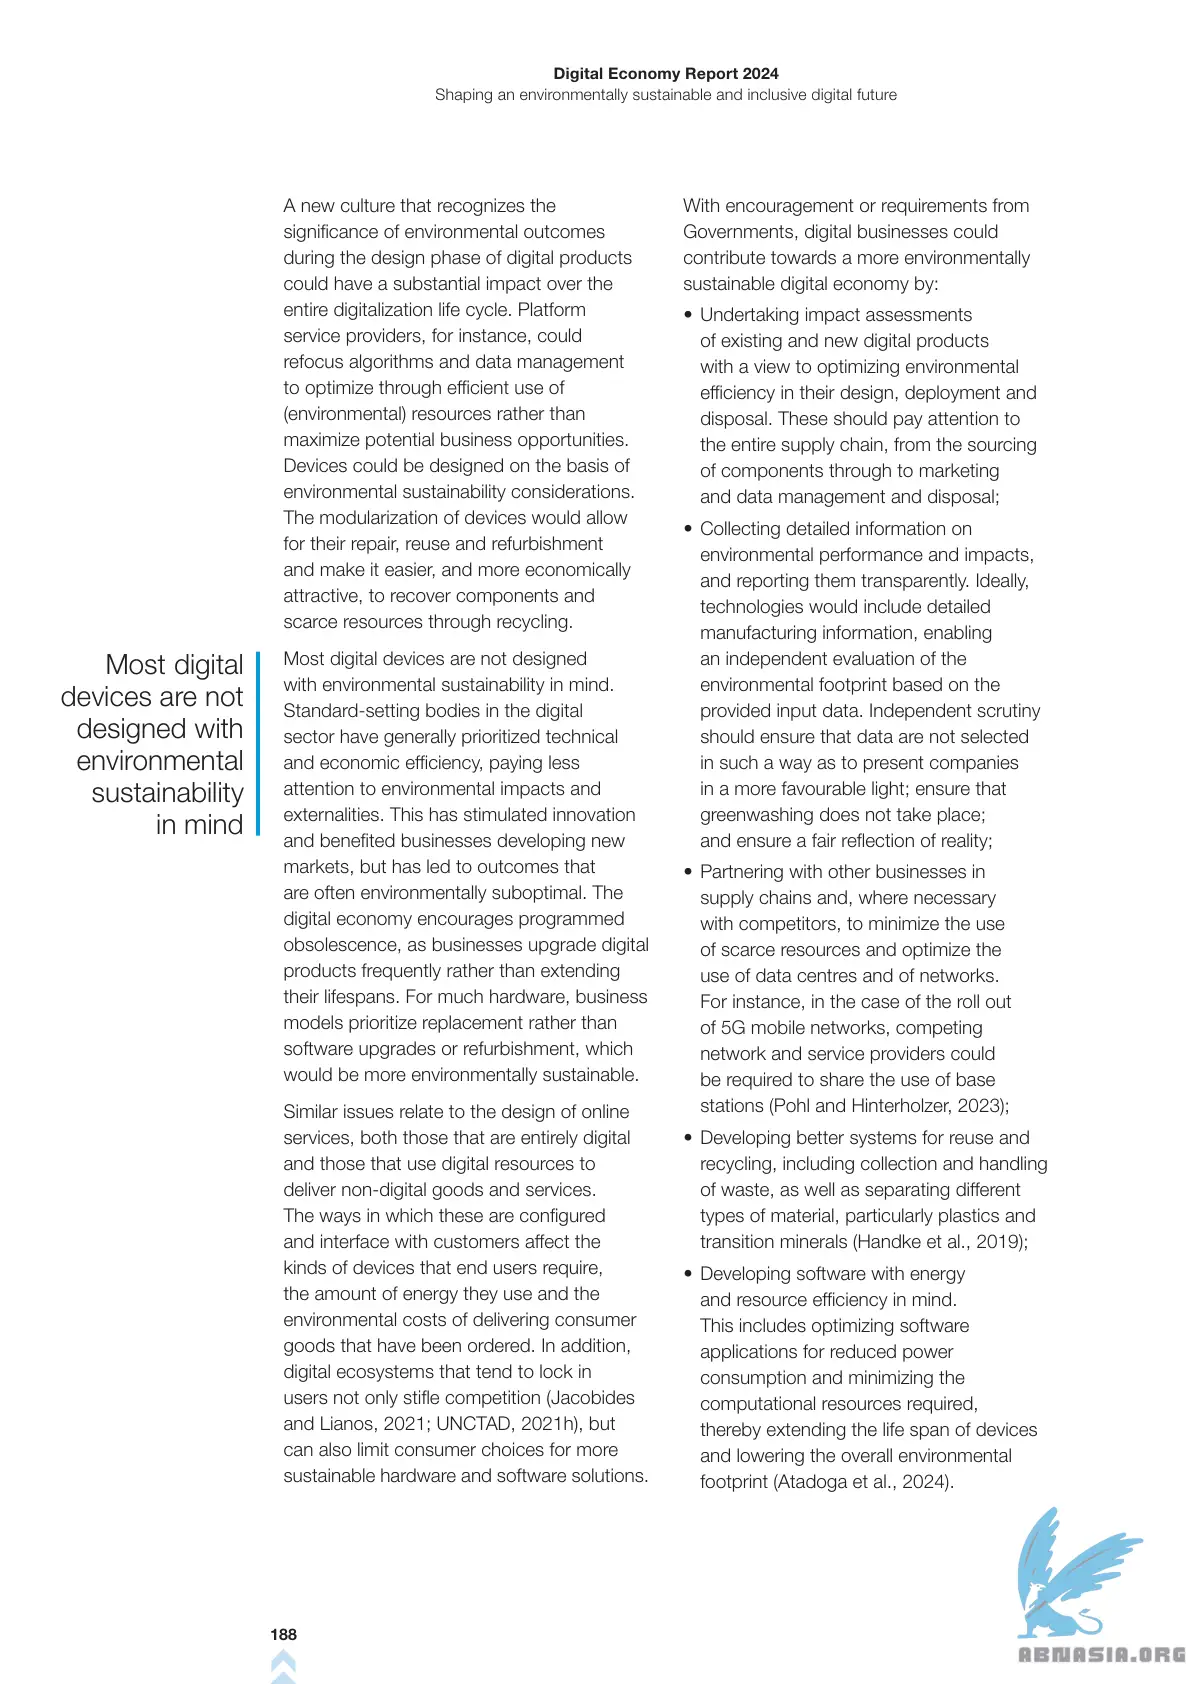 Digital Economy Report 2024
Shaping an environmentally sustainable and inclusive digital future
A new culture that recognizes the
significance of environmental outcomes
during the design phase of digital products
could have a substantial impact over the
entire digitalization life cycle. Platform
service providers, for instance, could
refocus algorithms and data management
to optimize through efficient use of
(environmental) resources rather than
maximize potential business opportunities.
Devices could be designed on the basis of
environmental sustainability considerations.
The modularization of devices would allow
for their repair, reuse and refurbishment
and make it easier, and more economically
attractive, to recover components and
scarce resources through recycling.
Most digital
devices are not
designed with
environmental
sustainability
in mind
Most digital devices are not designed
with environmental sustainability in mind.
Standard-setting bodies in the digital
sector have generally prioritized technical
and economic efficiency, paying less
attention to environmental impacts and
externalities. This has stimulated innovation
and benefited businesses developing new
markets, but has led to outcomes that
are often environmentally suboptimal. The
digital economy encourages programmed
obsolescence, as businesses upgrade digital
products frequently rather than extending
their lifespans. For much hardware, business
models prioritize replacement rather than
software upgrades or refurbishment, which
would be more environmentally sustainable.
Similar issues relate to the design of online
services, both those that are entirely digital
and those that use digital resources to
deliver non-digital goods and services.
The ways in which these are configured
and interface with customers affect the
kinds of devices that end users require,
the amount of energy they use and the
environmental costs of delivering consumer
goods that have been ordered. In addition,
digital ecosystems that tend to lock in
users not only stifle competition (Jacobides
and Lianos, 2021; UNCTAD, 2021h), but
can also limit consumer choices for more
sustainable hardware and software solutions.
With encouragement or requirements from
Governments, digital businesses could
contribute towards a more environmentally
sustainable digital economy by:
• Undertaking impact assessments
of existing and new digital products
with a view to optimizing environmental
efficiency in their design, deployment and
disposal. These should pay attention to
the entire supply chain, from the sourcing
of components through to marketing
and data management and disposal;
• Collecting detailed information on
environmental performance and impacts,
and reporting them transparently. Ideally,
technologies would include detailed
manufacturing information, enabling
an independent evaluation of the
environmental footprint based on the
provided input data. Independent scrutiny
should ensure that data are not selected
in such a way as to present companies
in a more favourable light; ensure that
greenwashing does not take place;
and ensure a fair reflection of reality;
• Partnering with other businesses in
supply chains and, where necessary
with competitors, to minimize the use
of scarce resources and optimize the
use of data centres and of networks.
For instance, in the case of the roll out
of 5G mobile networks, competing
network and service providers could
be required to share the use of base
stations (Pohl and Hinterholzer, 2023);
• Developing better systems for reuse and
recycling, including collection and handling
of waste, as well as separating different
types of material, particularly plastics and
transition minerals (Handke et al., 2019);
• Developing software with energy
and resource efficiency in mind.
This includes optimizing software
applications for reduced power
consumption and minimizing the
computational resources required,
thereby extending the life span of devices
and lowering the overall environmental
footprint (Atadoga et al., 2024).
188
ABNASIA.ORG